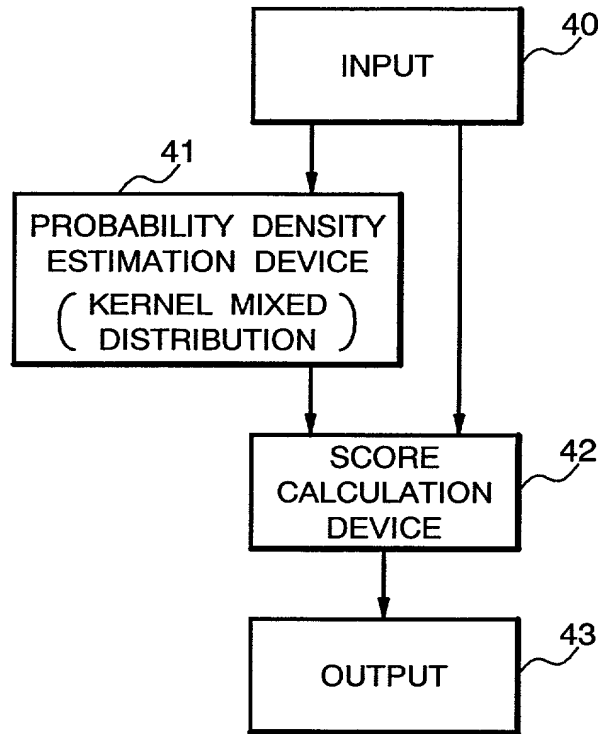 40
INPUT
41
PROBABILITY DENSITY
ESTIMATION DEVICE
( KERNEL MIXED
DISTRIBUTION )
42
SCORE
CALCULATION
DEVICE
43
OUTPUT